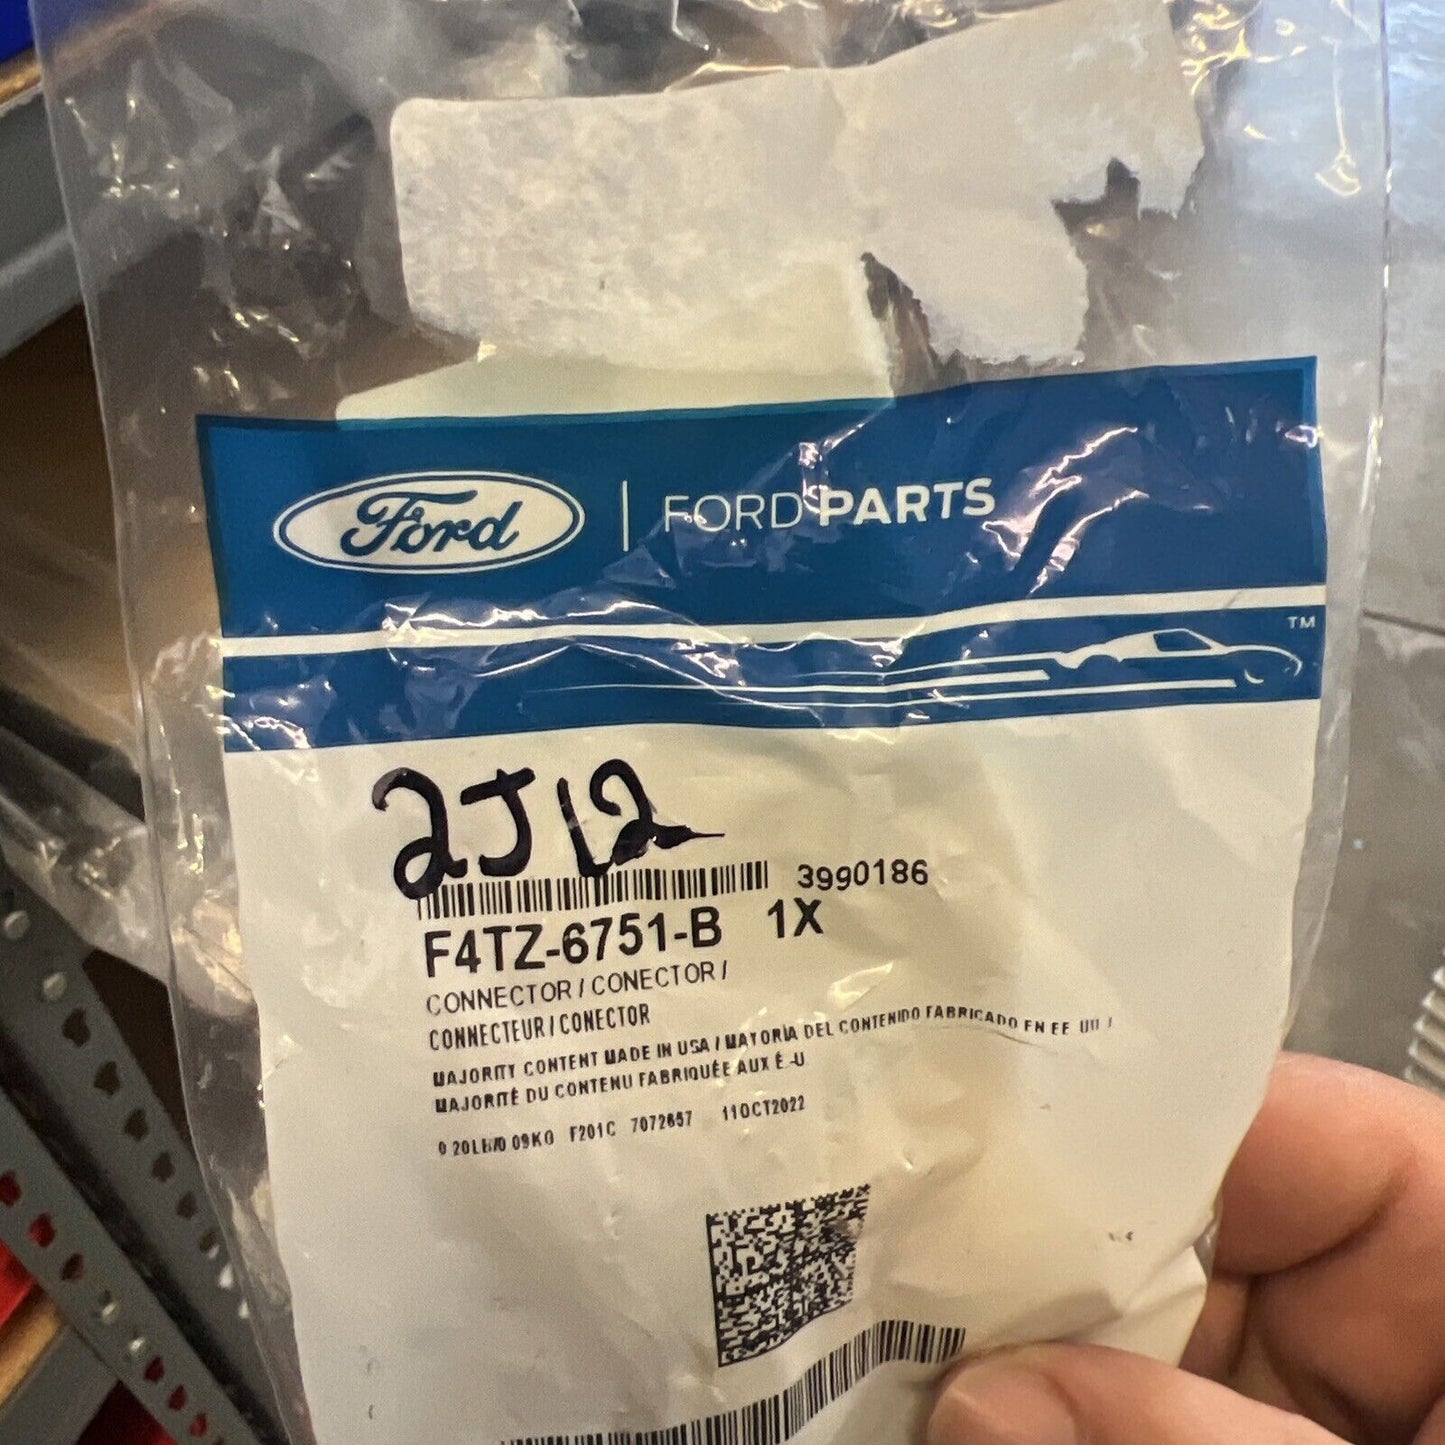 Ford | FORD PARTS
TM
2J12
3990186
F4TZ-6751-B 1X
CONNECTOR / CONECTOR /
CONNECTEUR / CONECTOR
MAJORITY CONTENT MADE IN USA / MAYORÍA DEL CONTENIDO FABRICADO EN EE UU /
MAJORITÉ DU CONTENU FABRIQUÉE AUX É.-U
0.20LB/0.09KG F201C 7072657 11OCT2022